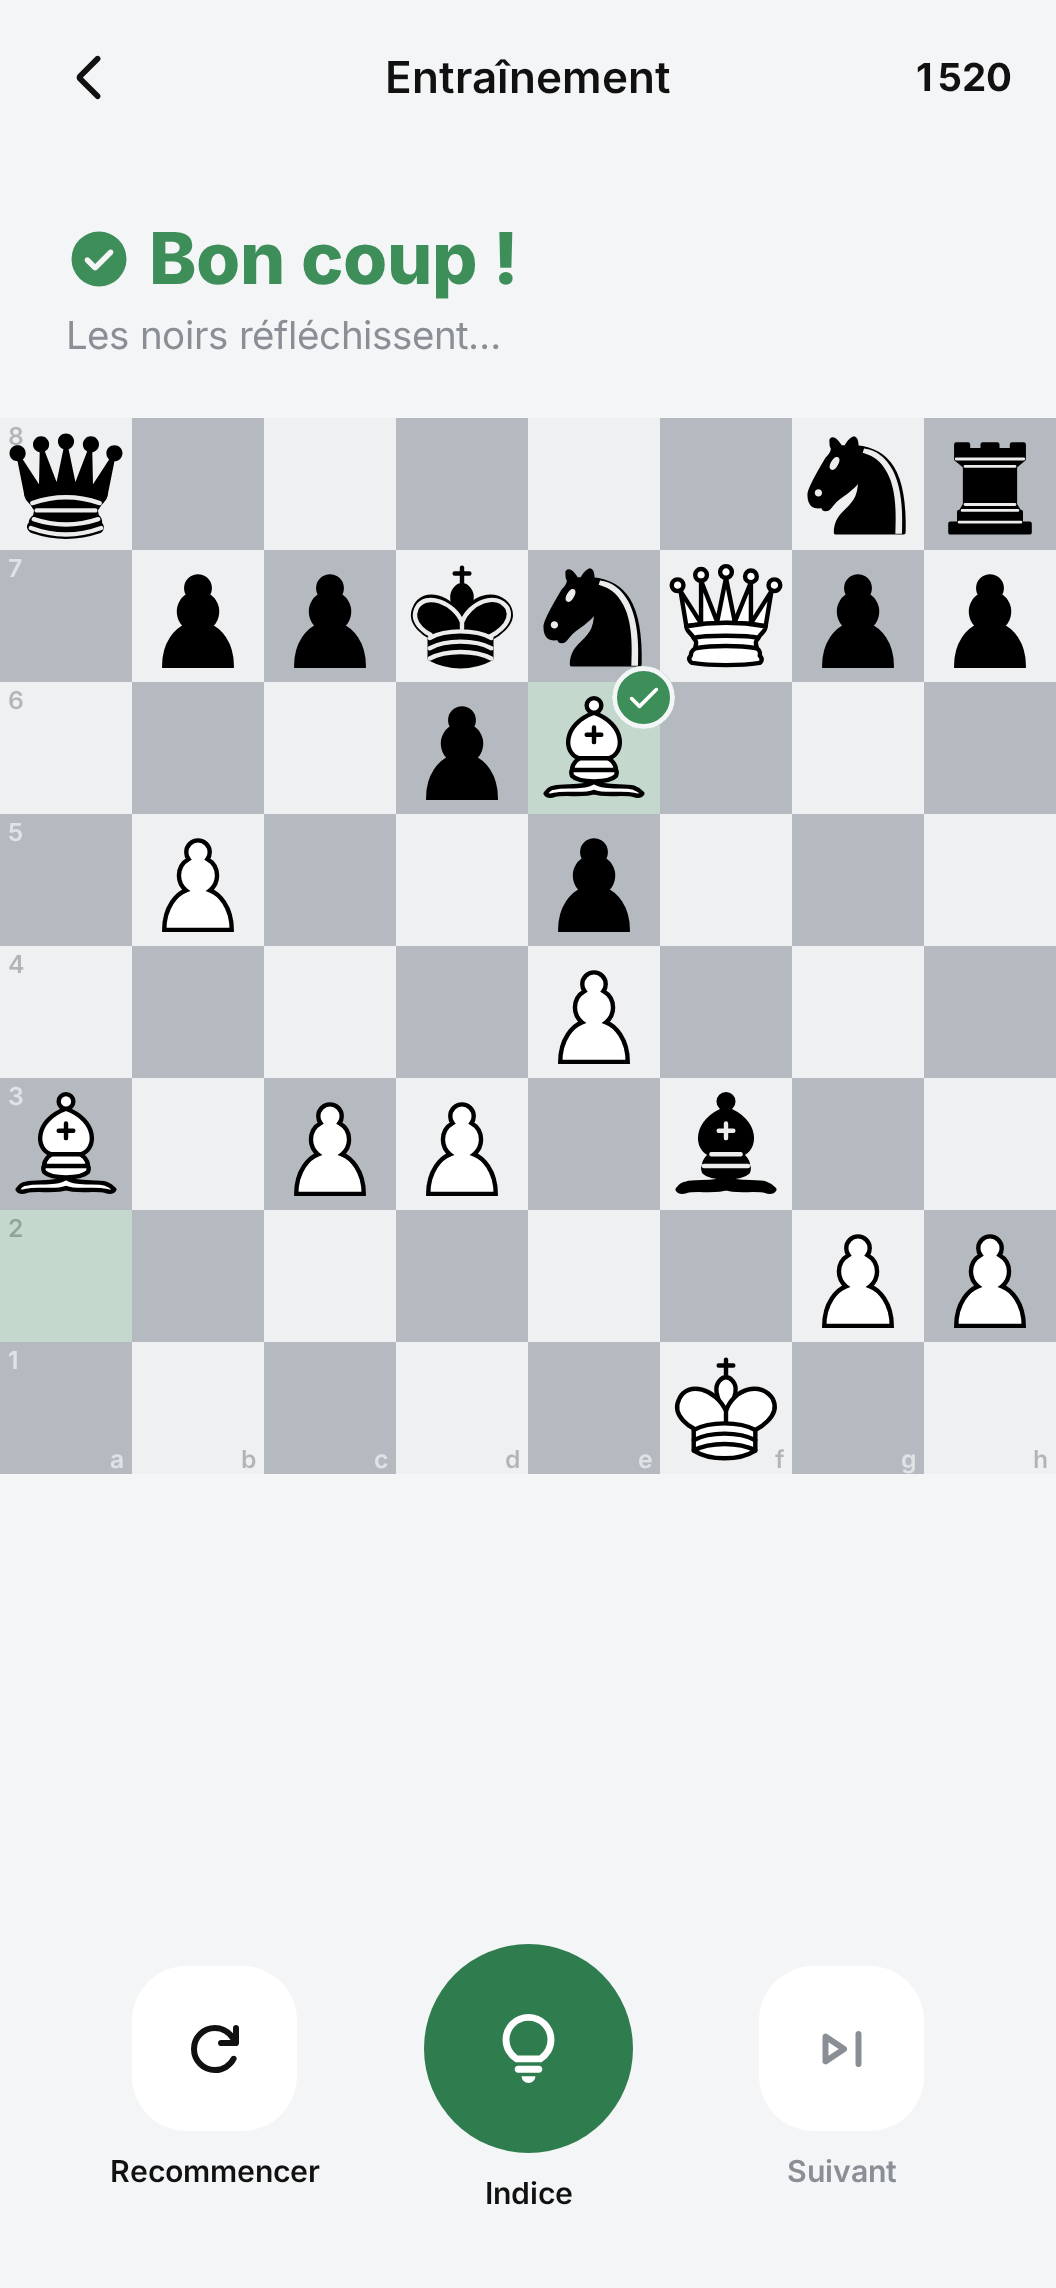 Entraînement
1520
Bon coup !
Les noirs réfléchissent...
8
7
6
5
4
3
2
1
a b c d e f g h
Recommencer
Indice
Suivant